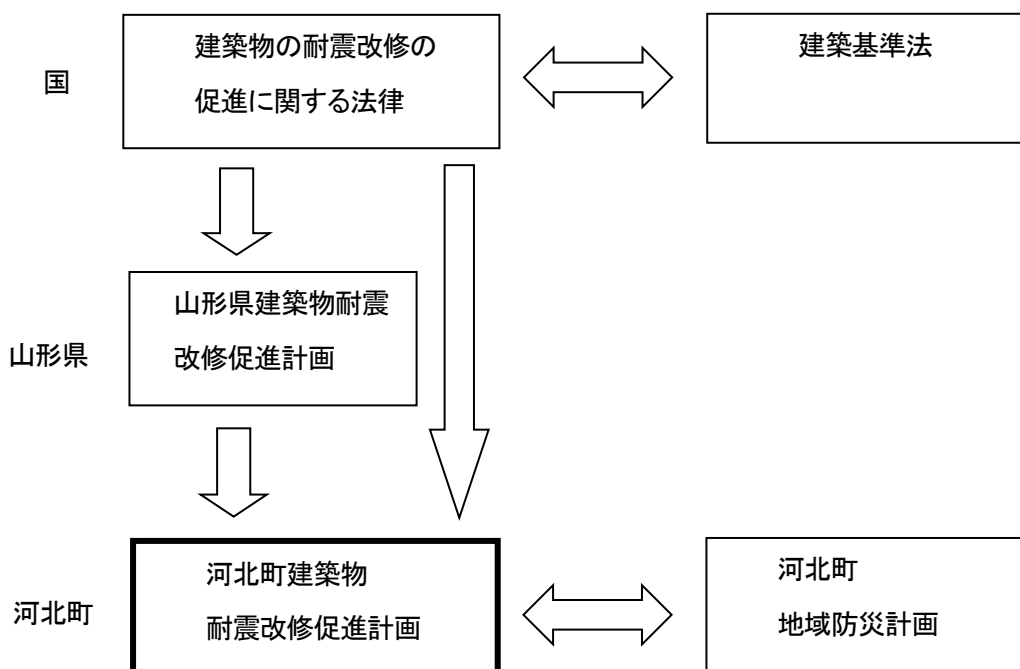 建築物の耐震改修の
促進に関する法律
建築基準法
国
山形県建築物耐震
改修促進計画
山形県
河北町建築物
耐震改修促進計画
河北町
地域防災計画
河北町